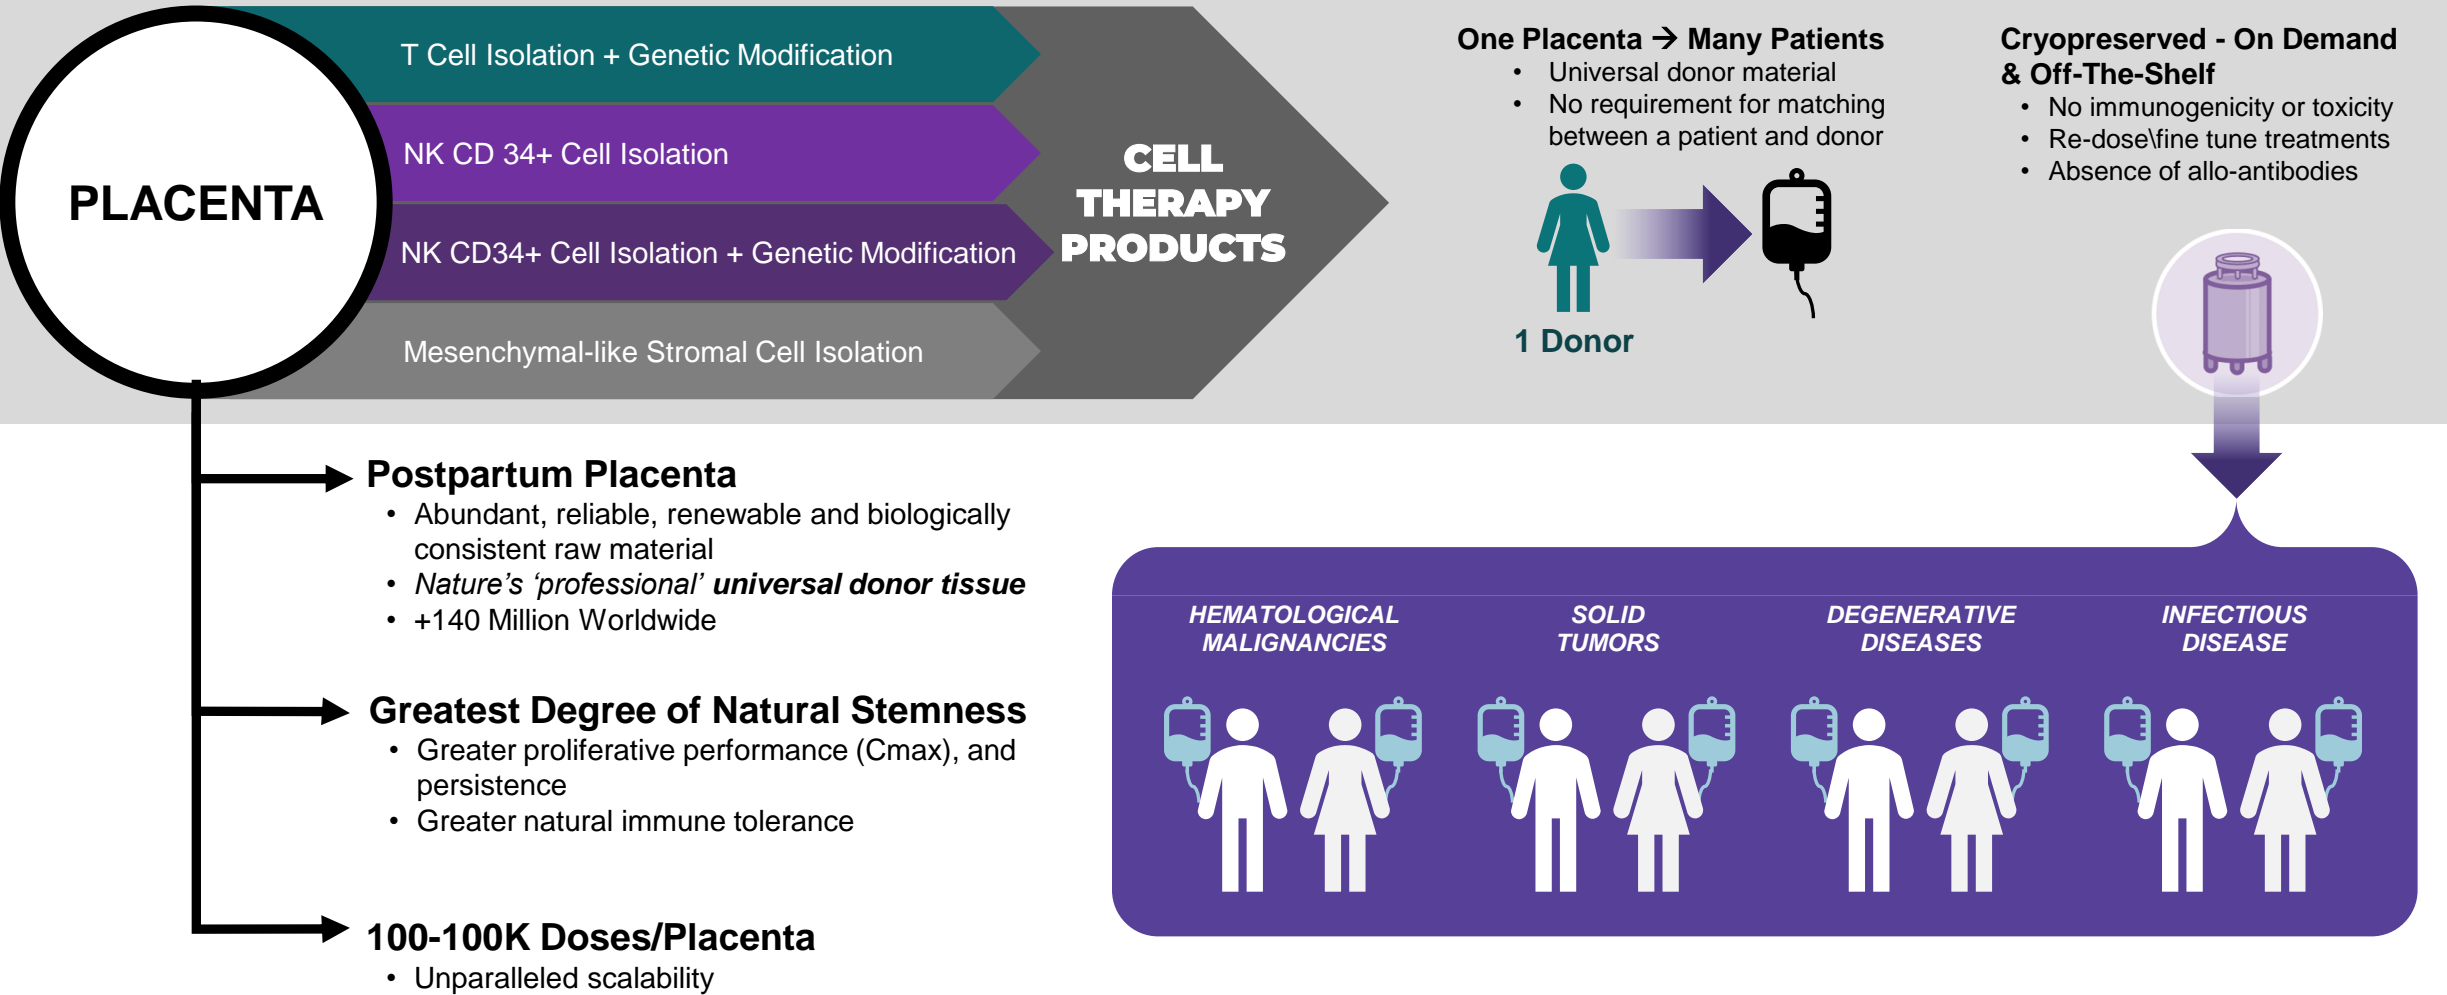 PLACENTA
T Cell Isolation + Genetic Modification
NK CD 34+ Cell Isolation
NK CD34+ Cell Isolation + Genetic Modification
Mesenchymal-like Stromal Cell Isolation
CELL
THERAPY
PRODUCTS
One Placenta → Many Patients
• Universal donor material
• No requirement for matching
between a patient and donor
1 Donor
Cryopreserved - On Demand
& Off-The-Shelf
• No immunogenicity or toxicity
• Re-dose\fine tune treatments
• Absence of allo-antibodies
Postpartum Placenta
• Abundant, reliable, renewable and biologically
consistent raw material
• Nature’s ‘professional’ universal donor tissue
• +140 Million Worldwide
Greatest Degree of Natural Stemness
• Greater proliferative performance (Cmax), and
persistence
• Greater natural immune tolerance
100-100K Doses/Placenta
• Unparalleled scalability
HEMATOLOGICAL
MALIGNANCIES
SOLID
TUMORS
DEGENERATIVE
DISEASES
INFECTIOUS
DISEASE